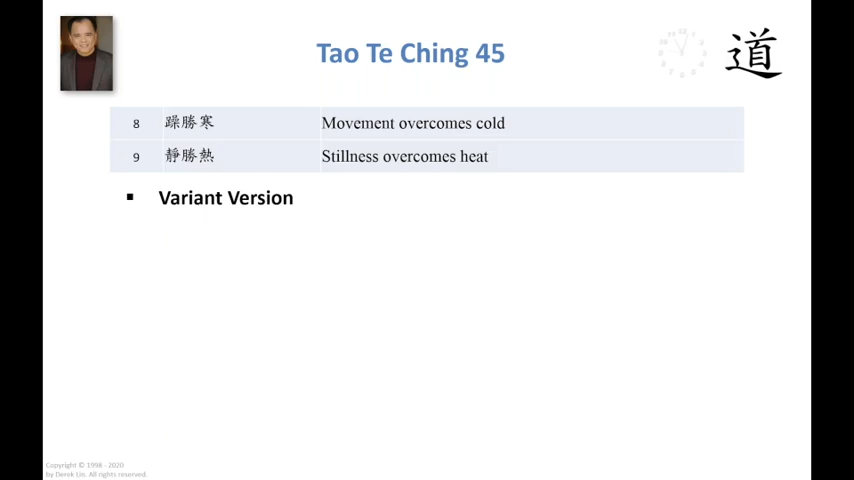 Tao Te Ching 45
道
8 躁勝寒 Movement overcomes cold
9 靜勝熱 Stillness overcomes heat
▪ Variant Version
Copyright © 1998 - 2020
by Derek Lin. All rights reserved.